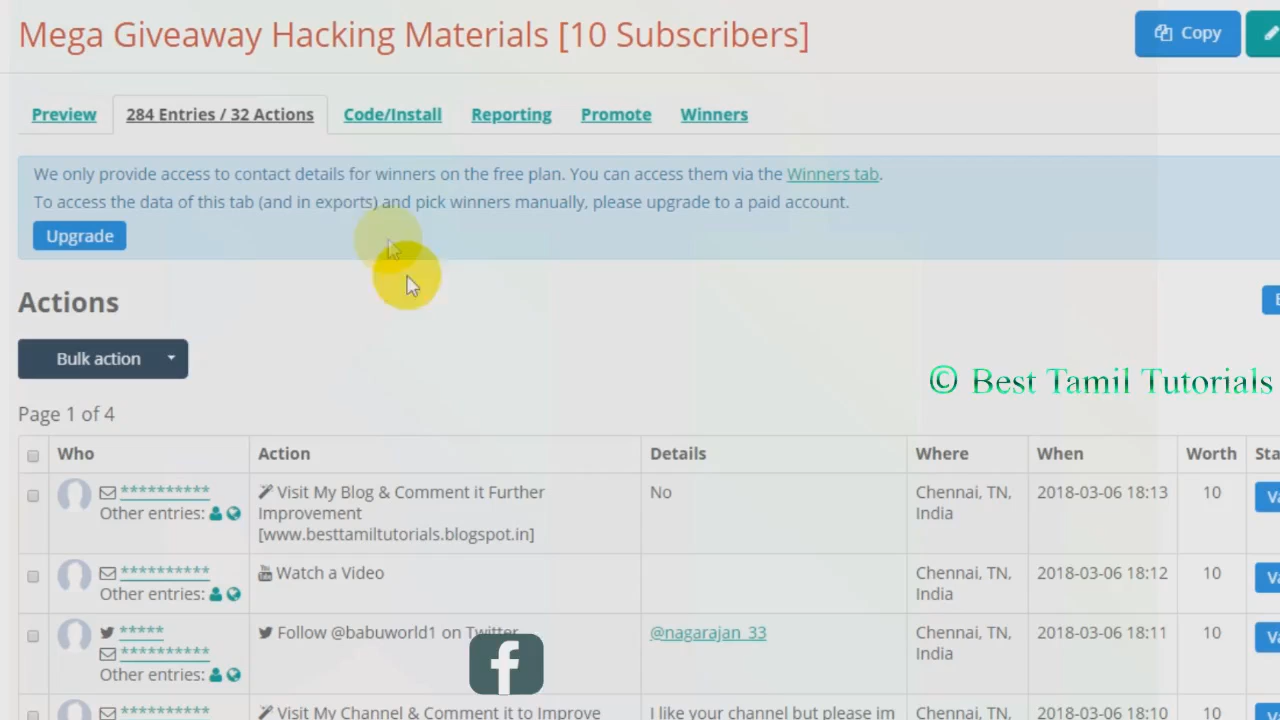 Mega Giveaway Hacking Materials [10 Subscribers]
Copy
Preview
284 Entries / 32 Actions
Code/Install
Reporting
Promote
Winners
We only provide access to contact details for winners on the free plan. You can access them via the Winners tab.
To access the data of this tab (and in exports) and pick winners manually, please upgrade to a paid account.
Upgrade
Actions
Bulk action
© Best Tamil Tutorials
Page 1 of 4
Who Action Details Where When Worth
********** Visit My Blog & Comment it Further No Chennai, TN, 2018-03-06 18:13 10
Other entries: Improvement India
[www.besttamiltutorials.blogspot.in]
********** Watch a Video Chennai, TN, 2018-03-06 18:12 10
Other entries: India
***** Follow @babuworld1 on Twitter @nagarajan_33 Chennai, TN, 2018-03-06 18:11 10
********** India
Other entries:
********** Visit My Channel & Comment it to Improve I like your channel but please im Chennai, TN, 2018-03-06 18:10 10